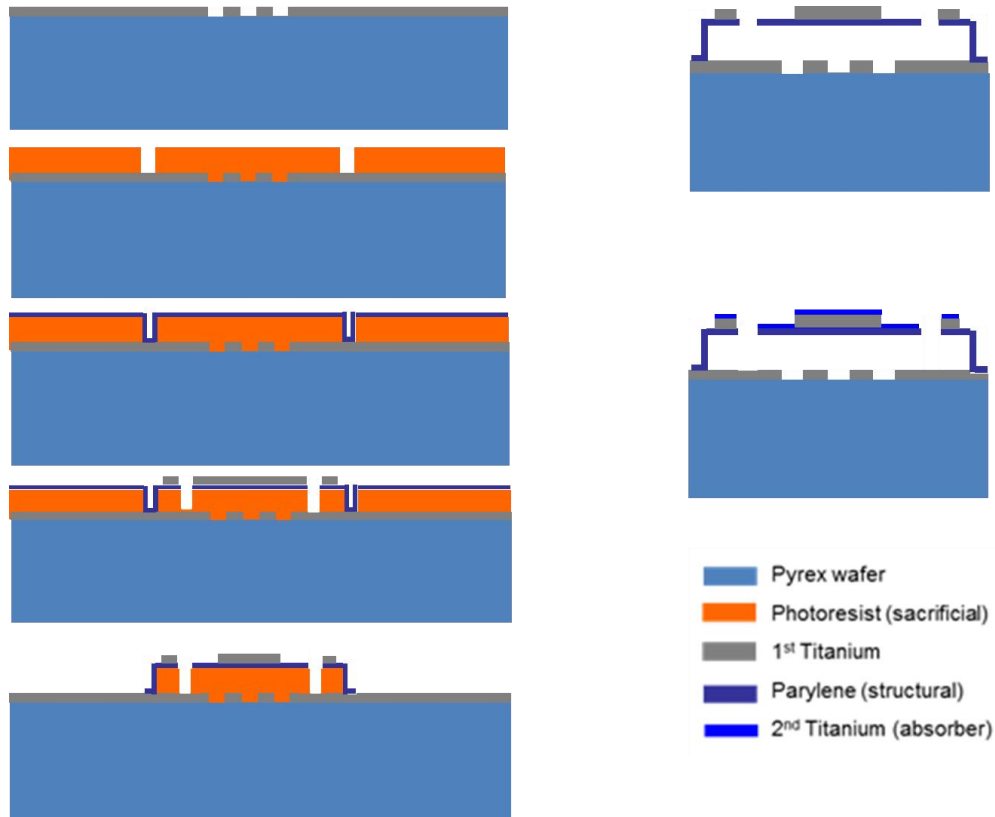 Pyrex wafer
Photoresist (sacrificial)
1st Titanium
Parylene (structural)
2nd Titanium (absorber)